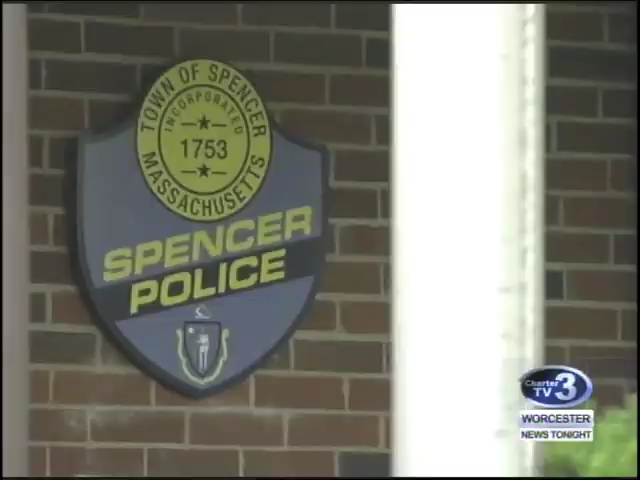 TOWN OF SPENCER
INCORPORATED
1753
MASSACHUSETTS
SPENCER
POLICE
Charter
TV 3
WORCESTER
NEWS TONIGHT